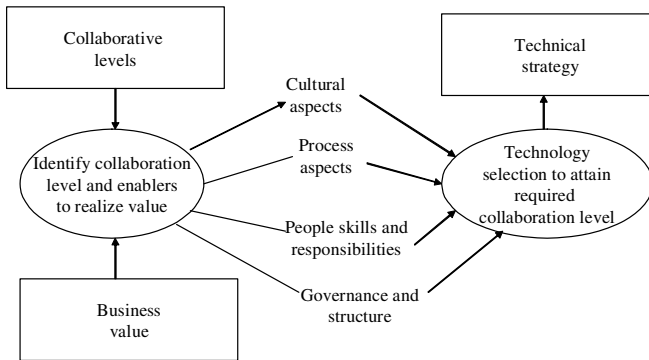 Collaborative
levels
Technical
strategy
Cultural
aspects
Identify collaboration
level and enablers
to realize value
Process
aspects
Technology
selection to attain
required
collaboration level
People skills and
responsibilities
Business
value
Governance and
structure